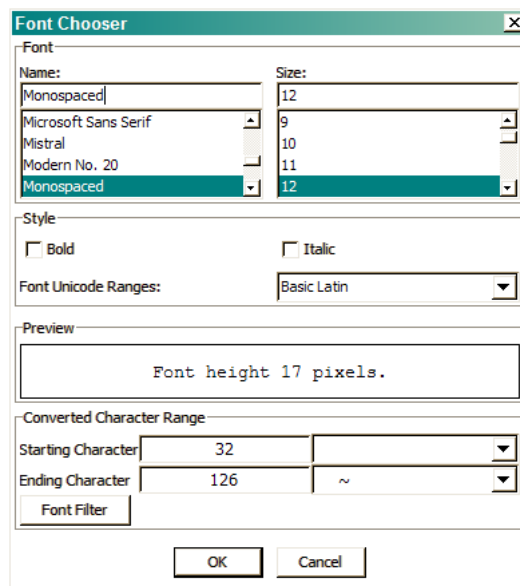 Font Chooser
Font
Name: Size:
Monospaced 12
Microsoft Sans Serif 9
Mistral 10
Modern No. 20 11
Monospaced 12
Style
Bold Italic
Font Unicode Ranges: Basic Latin
Preview
Font height 17 pixels.
Converted Character Range
Starting Character 32
Ending Character 126 ~
Font Filter
OK Cancel